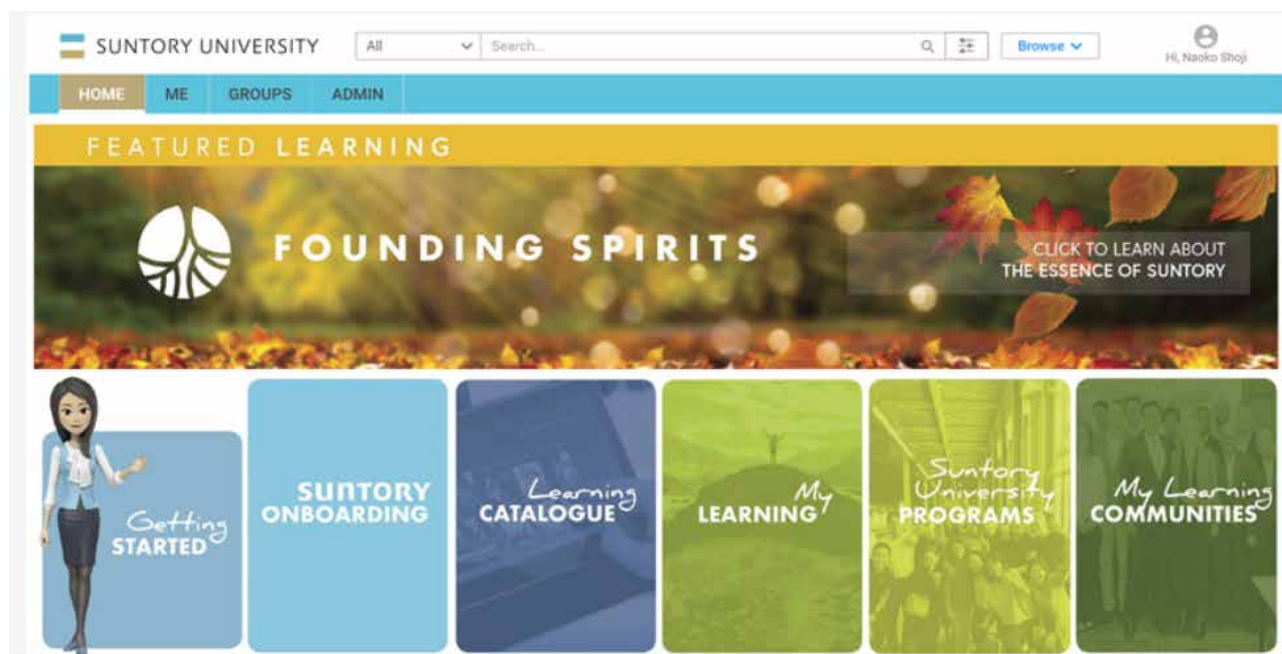 SUNTORY UNIVERSITY
All
Search...
Browse
Hi, Naoko Shoji
HOME
ME
GROUPS
ADMIN
FEATURED LEARNING
FOUNDING SPIRITS
CLICK TO LEARN ABOUT
THE ESSENCE OF SUNTORY
Getting
STARTED
SUNTORY
ONBOARDING
Learning
CATALOGUE
My
LEARNING
Suntory
University
PROGRAMS
My Learning
COMMUNITIES